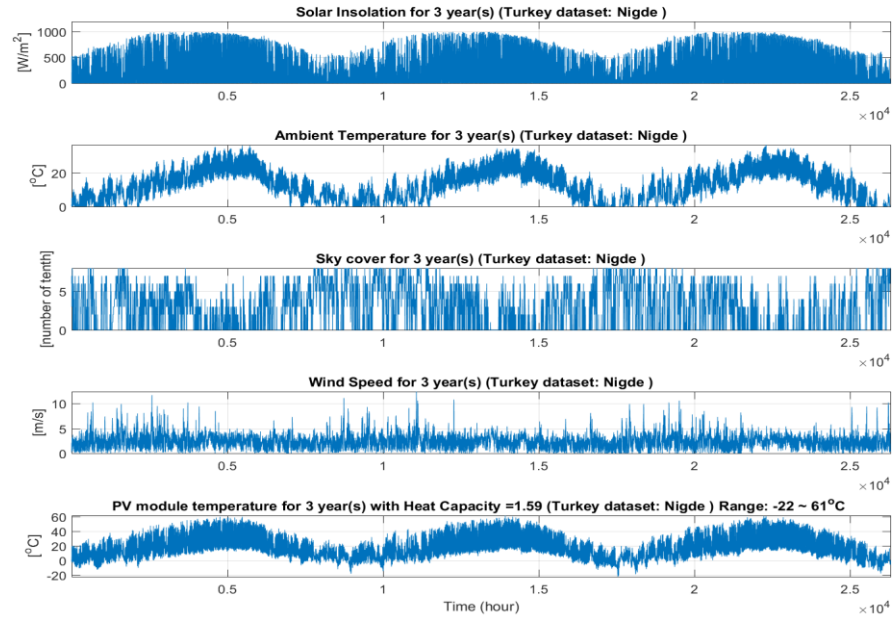 Solar Insolation for 3 year(s) (Turkey dataset: Nigde )
[W/m2]
1000
500
0
0.5 1 1.5 2 2.5
×10⁴
Ambient Temperature for 3 year(s) (Turkey dataset: Nigde )
[oC]
20
0
0.5 1 1.5 2 2.5
×10⁴
Sky cover for 3 year(s) (Turkey dataset: Nigde )
[number of tenth]
5
0
0.5 1 1.5 2 2.5
×10⁴
Wind Speed for 3 year(s) (Turkey dataset: Nigde )
[m/s]
10
5
0
0.5 1 1.5 2 2.5
×10⁴
PV module temperature for 3 year(s) with Heat Capacity =1.59 (Turkey dataset: Nigde ) Range: -22 ~ 61oC
[oC]
60
40
20
0
-20
0.5 1 1.5 2 2.5
Time (hour)
×10⁴